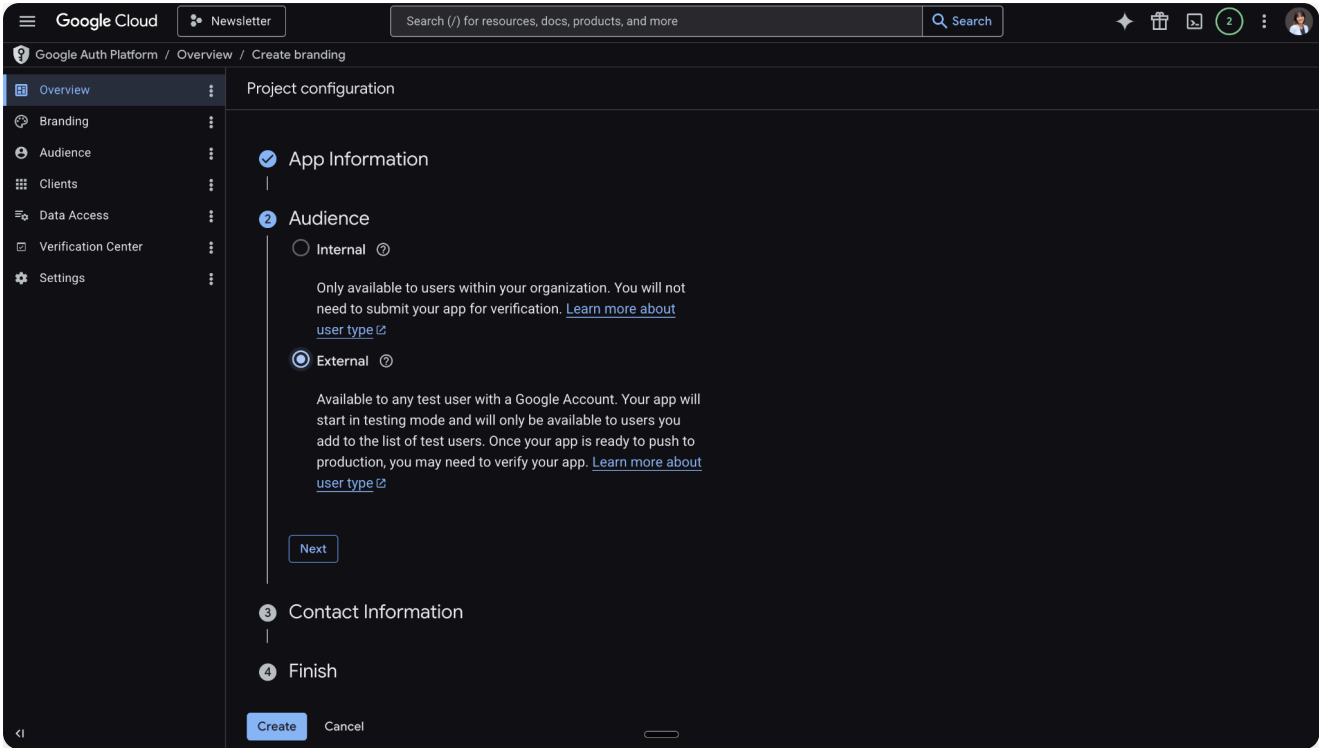 Google Cloud
Newsletter
Search (/) for resources, docs, products, and more
Search
2
Google Auth Platform / Overview / Create branding
Overview
Branding
Audience
Clients
Data Access
Verification Center
Settings
Project configuration
App Information
2 Audience
Internal
Only available to users within your organization. You will not
need to submit your app for verification. Learn more about
user type
External
Available to any test user with a Google Account. Your app will
start in testing mode and will only be available to users you
add to the list of test users. Once your app is ready to push to
production, you may need to verify your app. Learn more about
user type
Next
3 Contact Information
4 Finish
Create Cancel